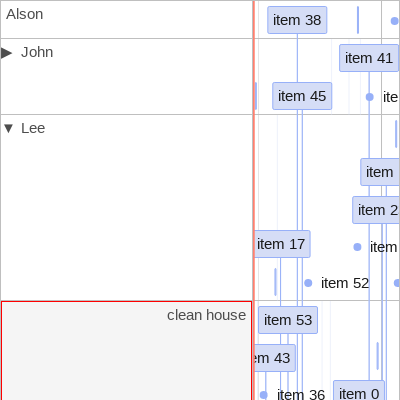 Alson
item 38
▶ John
item 41
item 45
ite
▼ Lee
item
item 2
item 17
item
item 52
clean house
item 53
em 43
item 36
item 0